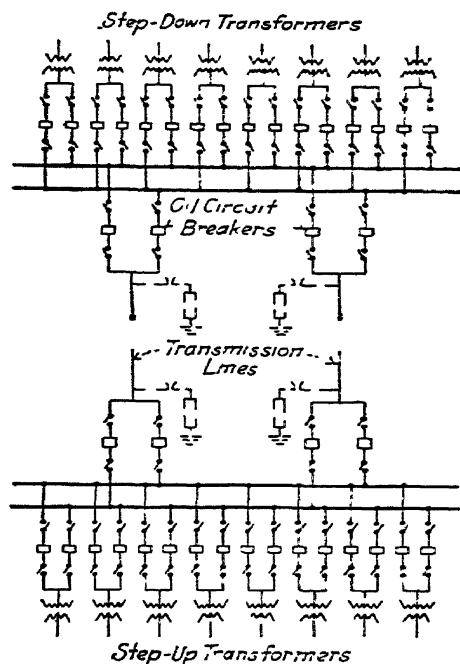 Step-Down Transformers
Oil Circuit
Breakers
Transmission
Lines
Step-Up Transformers